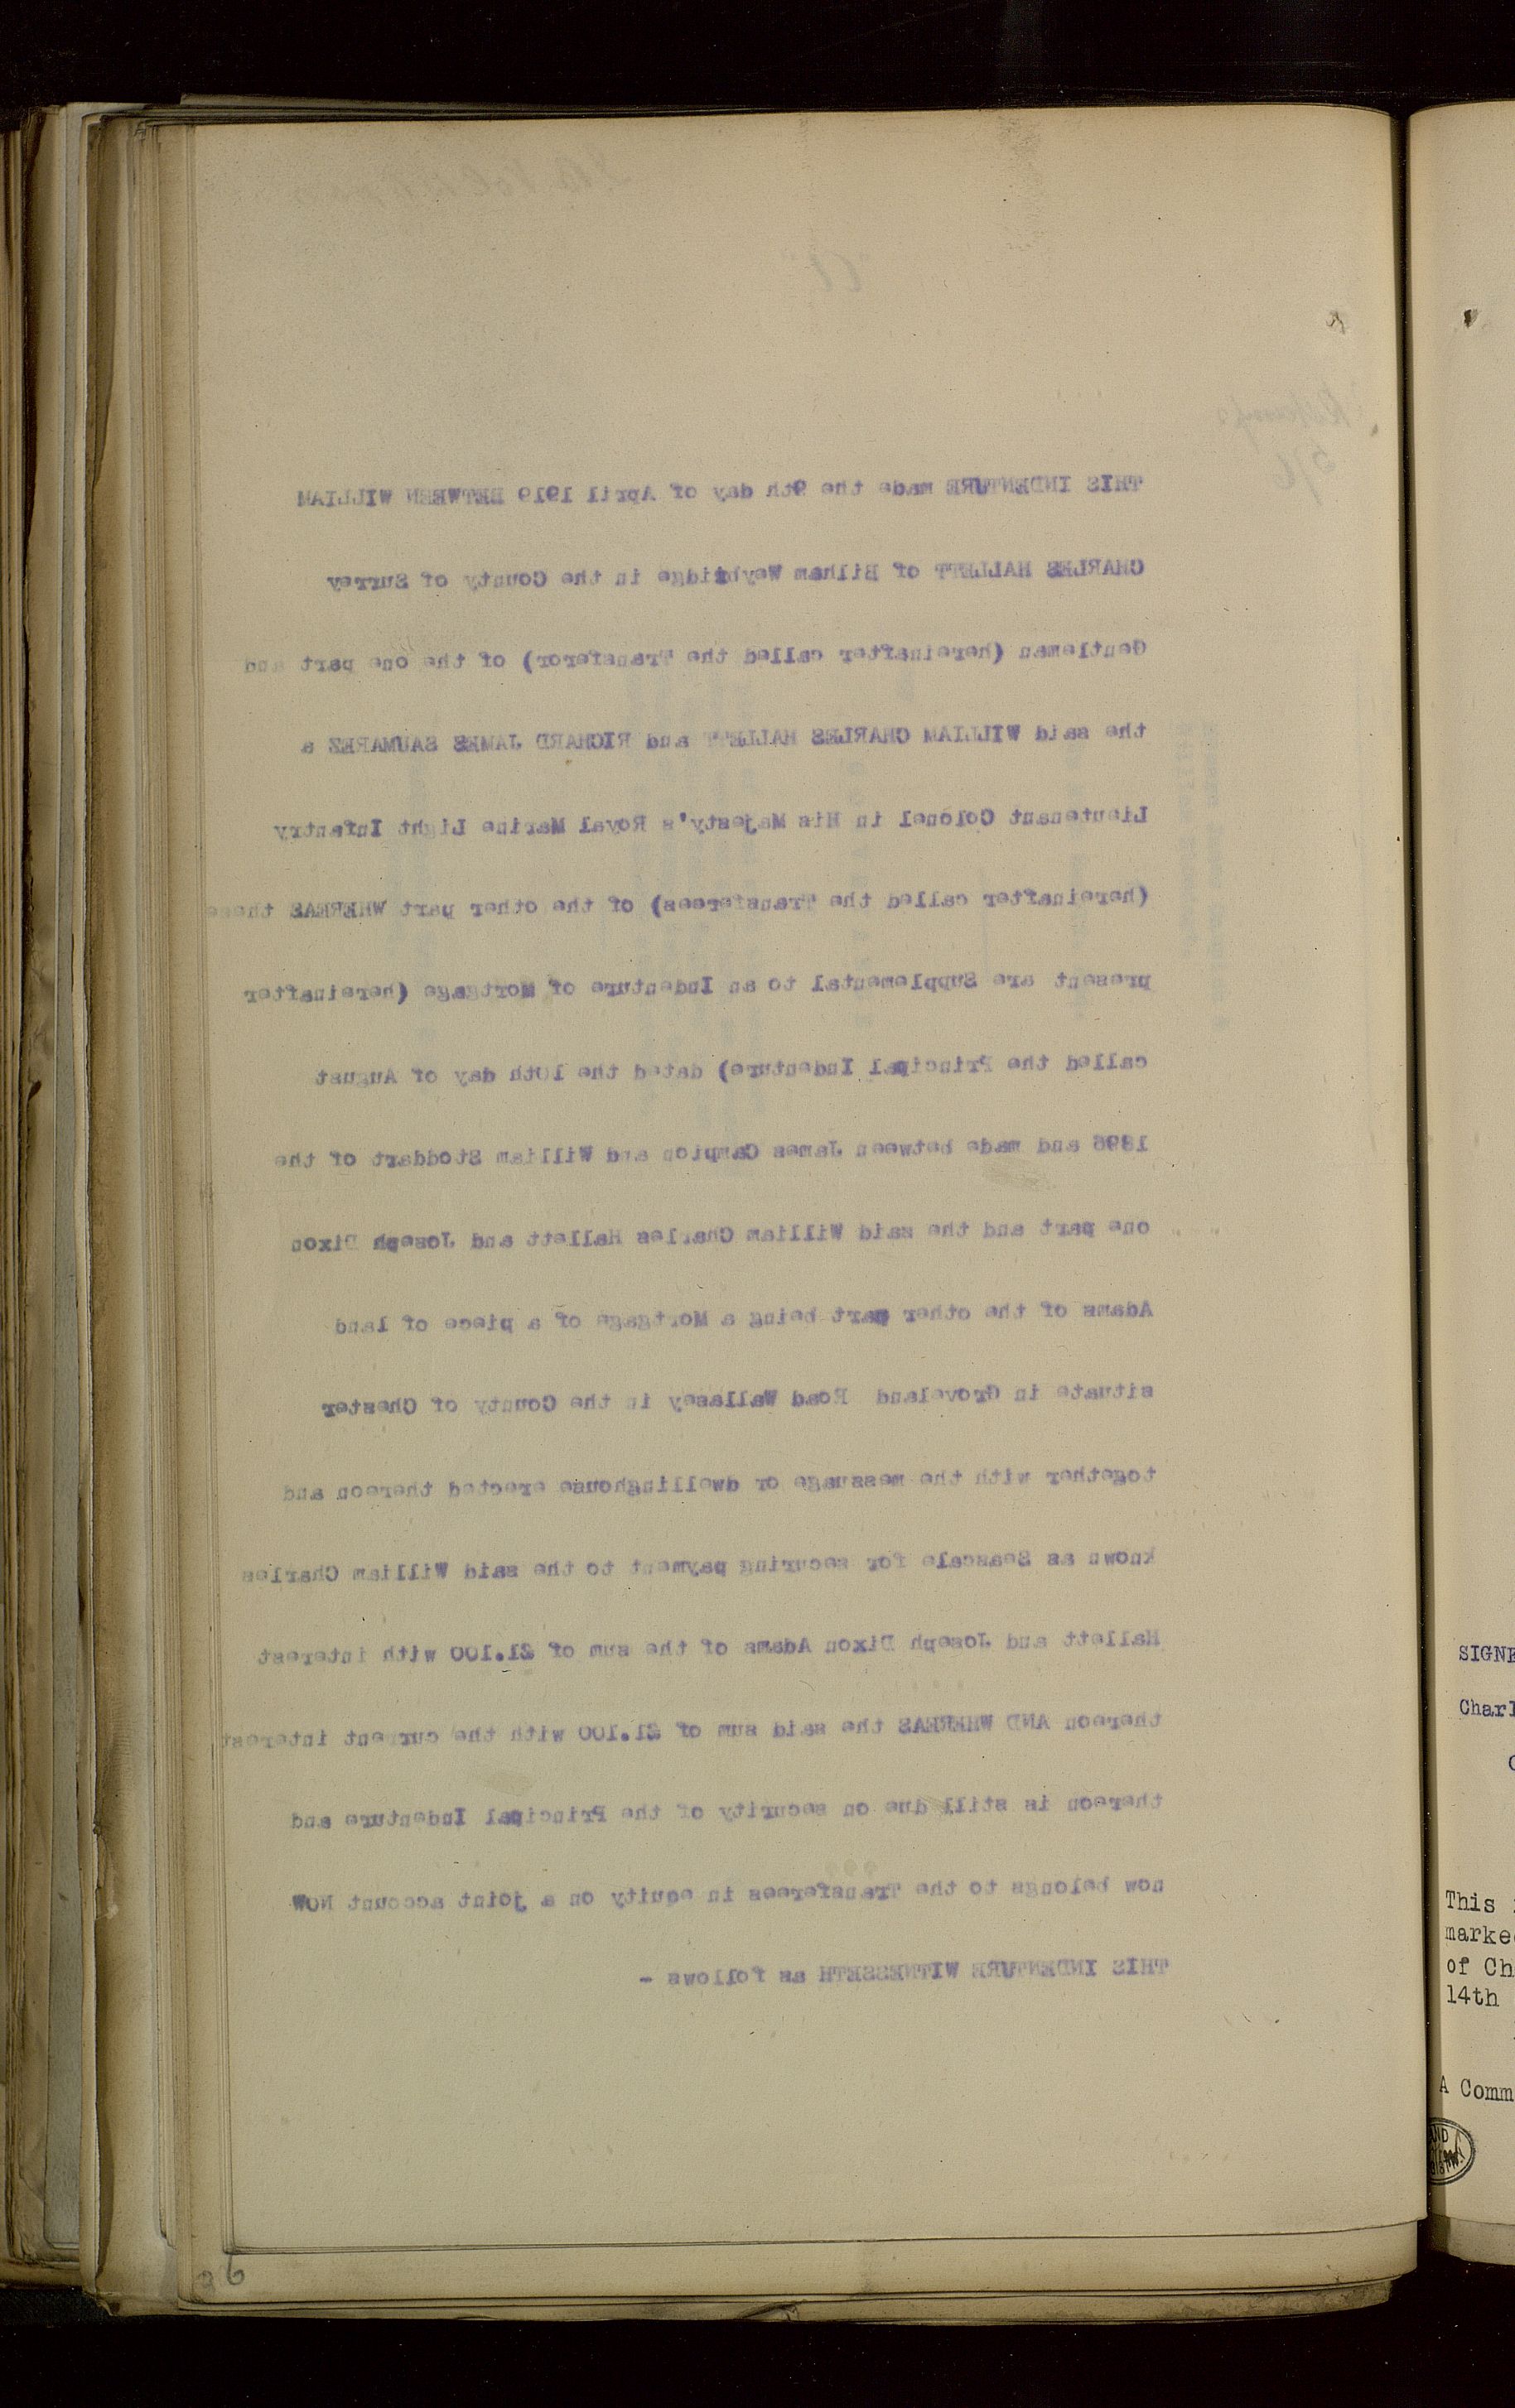 THIS INDENTURE made the 9th day of April 1919 BETWEEN WILLIAM
CHARLES HALLETT of Bilham Weybridge in the County of Surrey
Gentleman (hereinafter called the Transferor) of the one part and
the said WILLIAM CHARLES HALLETT and RICHARD JAMES SAUMAREZ a
Lieutenant Colonel in His Majesty's Royal Marine Light Infantry
(hereinafter called the Transferees) of the other part WHEREAS these
present are Supplemental to an Indenture of Mortgage (hereinafter
called the Principal Indenture) dated the 10th day of August
1896 and made between James Campion and William Stoddart of the
one part and the said William Charles Hallett and Joseph Dixon
Adams of the other part being a Mortgage of a piece of land
situate in Groveland Road Wallasey in the County of Chester
together with the messuage or dwellinghouse erected thereon and
known as Seascale for securing payment to the said William Charles
Hallett and Joseph Dixon Adams of the sum of £1.100 with interest
thereon AND WHEREAS the said sum of £1.100 with the current interest
thereon is still due on security of the Principal Indenture and
now belongs to the Transferees in equity on a joint account NOW
THIS INDENTURE WITNESSETH as follows -
SIGNE
Charl
This
marke
of Ch
14th
A Comm